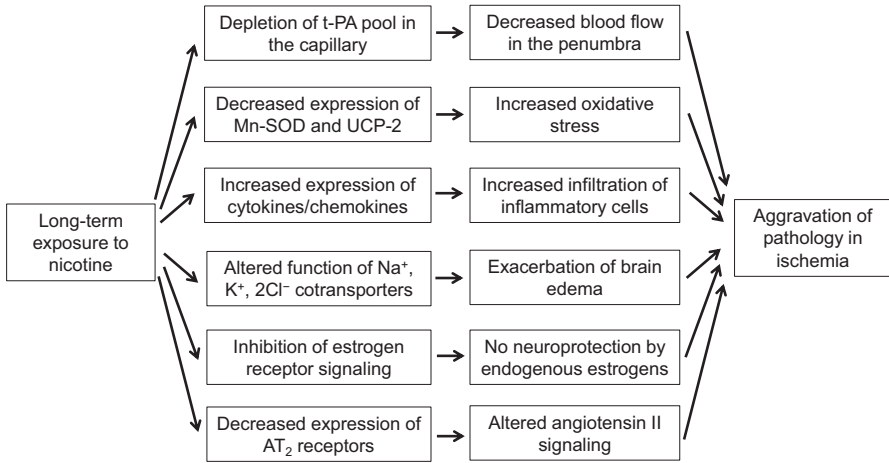 Long-term
exposure to
nicotine
Depletion of t-PA pool in
the capillary
Decreased blood flow
in the penumbra
Decreased expression of
Mn-SOD and UCP-2
Increased oxidative
stress
Increased expression of
cytokines/chemokines
Increased infiltration of
inflammatory cells
Altered function of Na⁺,
K⁺, 2Cl⁻ cotransporters
Exacerbation of brain
edema
Inhibition of estrogen
receptor signaling
No neuroprotection by
endogenous estrogens
Decreased expression of
AT₂ receptors
Altered angiotensin II
signaling
Aggravation of
pathology in
ischemia